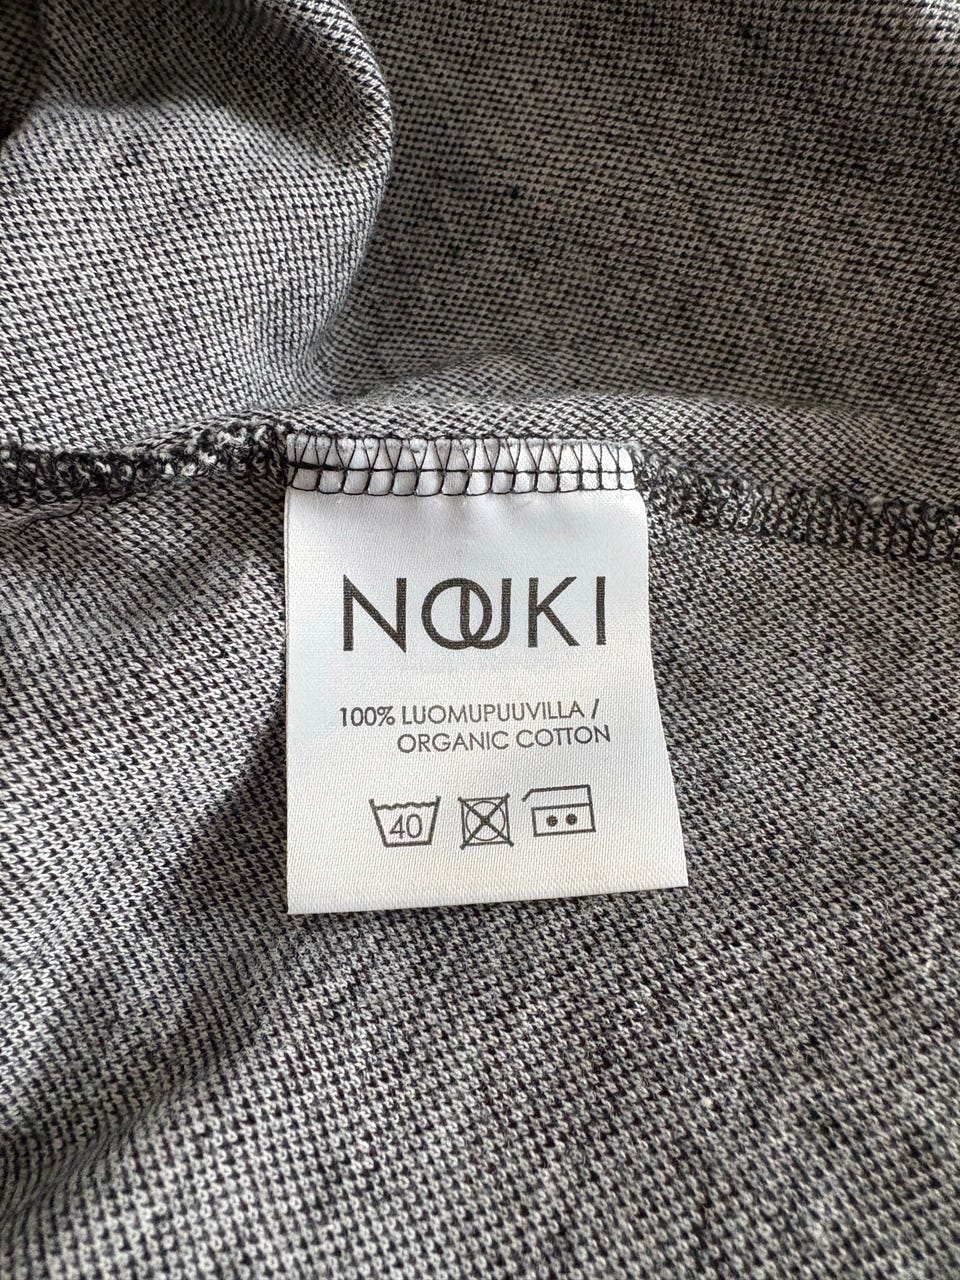 NOUKI
100% LUOMUPUUVILLA /
ORGANIC COTTON
40